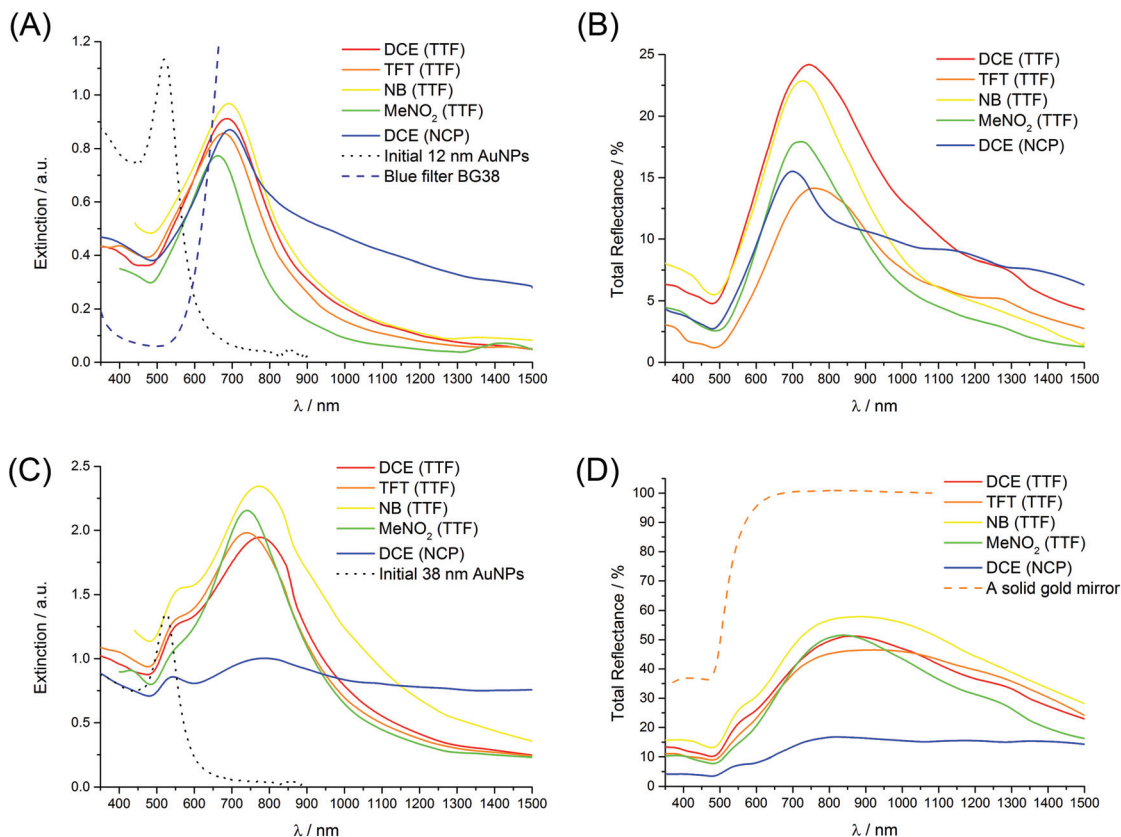 (A)
Extinction / a.u.
1.2
1.0
0.8
0.6
0.4
0.2
0.0
DCE (TTF)
TFT (TTF)
NB (TTF)
MeNO₂ (TTF)
DCE (NCP)
Initial 12 nm AuNPs
Blue filter BG38
400 500 600 700 800 900 1000 1100 1200 1300 1400 1500
λ / nm
(B)
Total Reflectance / %
25
20
15
10
5
0
DCE (TTF)
TFT (TTF)
NB (TTF)
MeNO₂ (TTF)
DCE (NCP)
400 500 600 700 800 900 1000 1100 1200 1300 1400 1500
λ / nm
(C)
Extinction / a.u.
2.5
2.0
1.5
1.0
0.5
0.0
DCE (TTF)
TFT (TTF)
NB (TTF)
MeNO₂ (TTF)
DCE (NCP)
Initial 38 nm AuNPs
400 500 600 700 800 900 1000 1100 1200 1300 1400 1500
λ / nm
(D)
Total Reflectance / %
100
90
80
70
60
50
40
30
20
10
0
DCE (TTF)
TFT (TTF)
NB (TTF)
MeNO₂ (TTF)
DCE (NCP)
A solid gold mirror
400 500 600 700 800 900 1000 1100 1200 1300 1400 1500
λ / nm